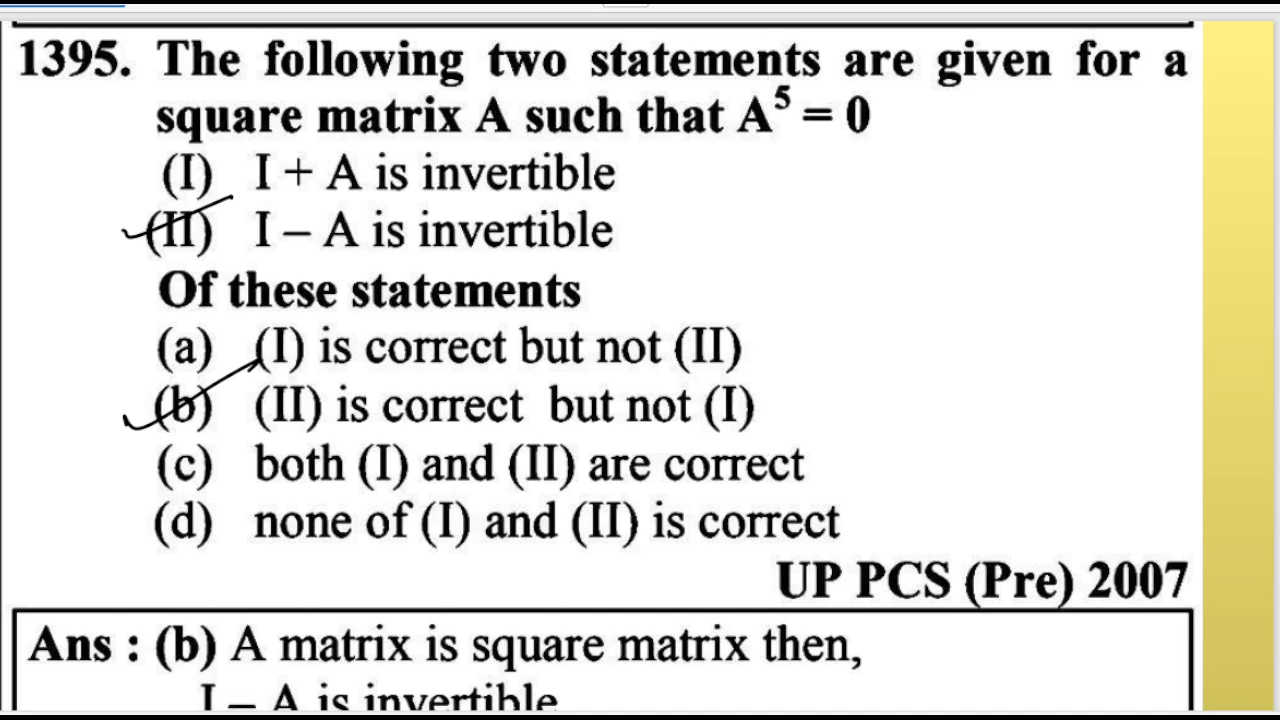 1395. The following two statements are given for a
square matrix A such that A⁵ = 0
(I) I + A is invertible
(II) I – A is invertible
Of these statements
(a) (I) is correct but not (II)
(b) (II) is correct but not (I)
(c) both (I) and (II) are correct
(d) none of (I) and (II) is correct
UP PCS (Pre) 2007
Ans : (b) A matrix is square matrix then,
I – A is invertible